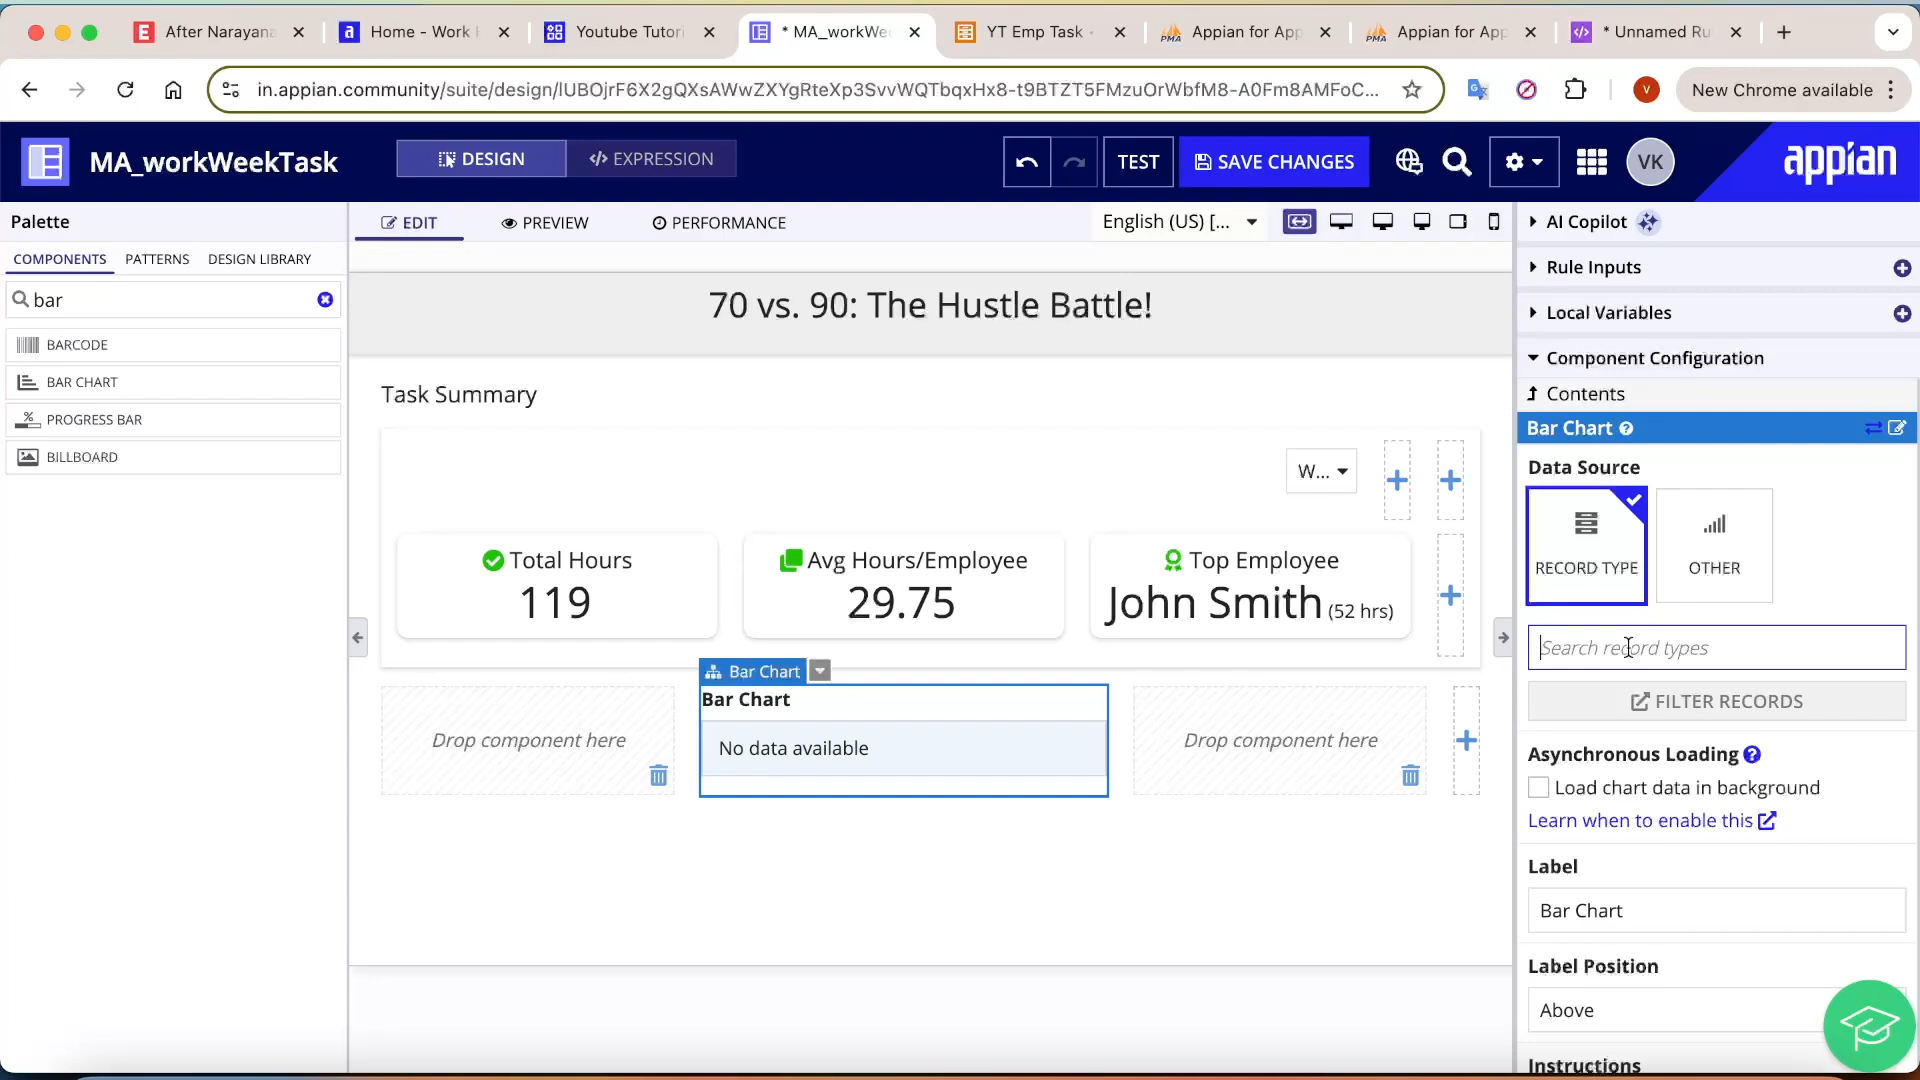 After Narayana
Home - Work
Youtube Tutori
* MA_workWee
YT Emp Task
Appian for App
Appian for App
* Unnamed Ru
in.appian.community/suite/design/lUBOjrF6X2gQXsAWwZXYgRteXp3SvvWQTbqxHx8-t9BTZT5FMzuOrWbfM8-A0Fm8AMFoC...
V
New Chrome available
MA_workWeekTask
DESIGN
EXPRESSION
TEST
SAVE CHANGES
VK
appian
Palette
EDIT
PREVIEW
PERFORMANCE
English (US) [...
AI Copilot
COMPONENTS
PATTERNS
DESIGN LIBRARY
Rule Inputs
bar
70 vs. 90: The Hustle Battle!
Local Variables
BARCODE
BAR CHART
PROGRESS BAR
BILLBOARD
Component Configuration
Contents
Task Summary
Bar Chart
Data Source
W...
RECORD TYPE
OTHER
Total Hours
119
Avg Hours/Employee
29.75
Top Employee
John Smith (52 hrs)
Search record types
Bar Chart
Bar Chart
FILTER RECORDS
Drop component here
No data available
Drop component here
Asynchronous Loading
Load chart data in background
Learn when to enable this
Label
Bar Chart
Label Position
Above
Instructions